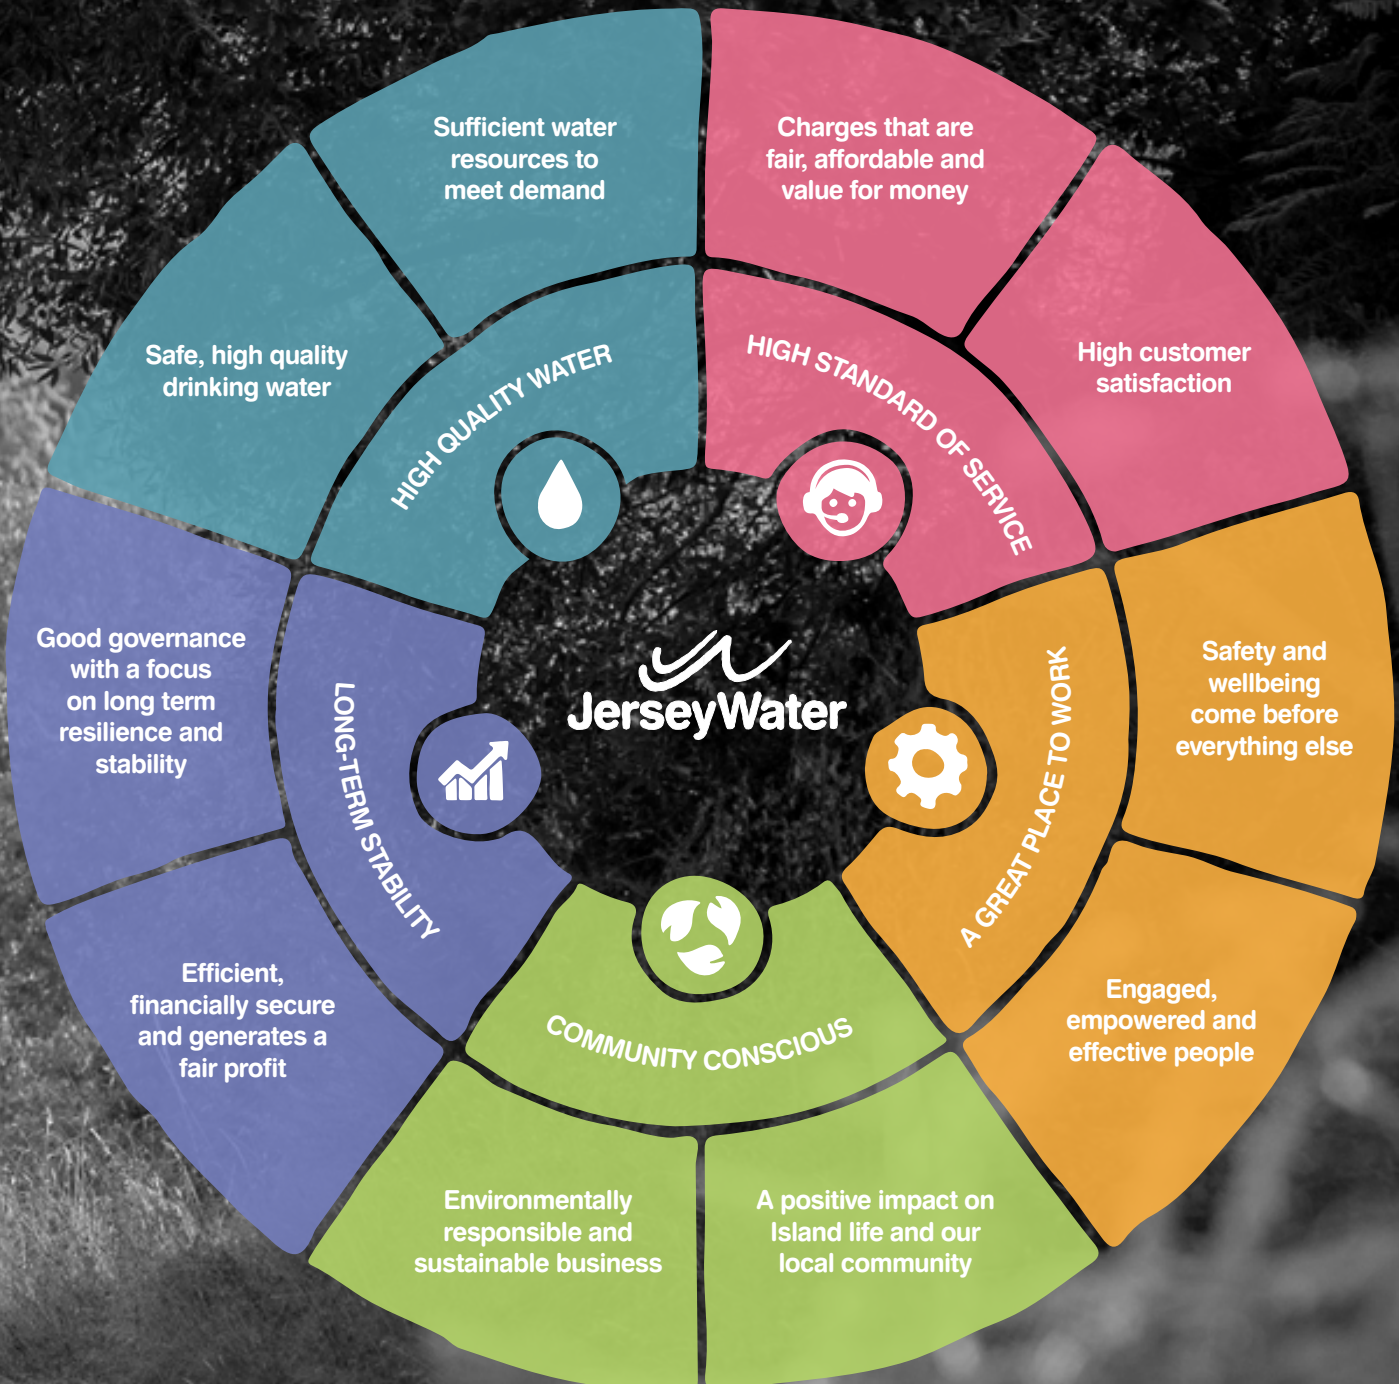 Sufficient water
resources to
meet demand
Charges that are
fair, affordable and
value for money
Safe, high quality
drinking water
High customer
satisfaction
HIGH QUALITY WATER
HIGH STANDARD OF SERVICE
Good governance
with a focus
on long term
resilience and
stability
LONG-TERM STABILITY
JerseyWater
A GREAT PLACE TO WORK
Safety and
wellbeing
come before
everything else
Efficient,
financially secure
and generates a
fair profit
COMMUNITY CONSCIOUS
Engaged,
empowered and
effective people
Environmentally
responsible and
sustainable business
A positive impact on
Island life and our
local community